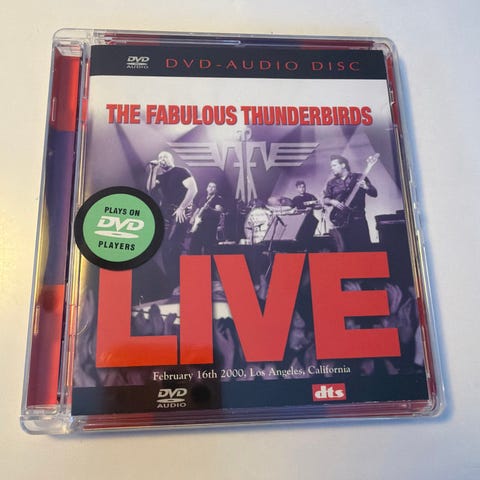 DVD AUDIO
DVD-AUDIO DISC
THE FABULOUS THUNDERBIRDS
PLAYS ON
DVD
PLAYERS
LIVE
February 16th 2000, Los Angeles, California
DVD
AUDIO
dts